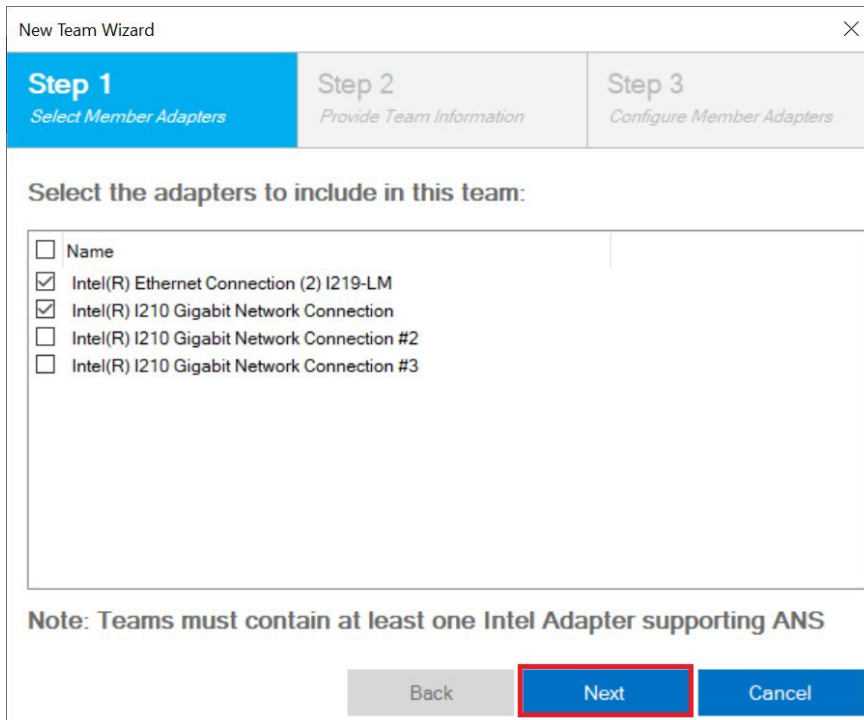 New Team Wizard
Step 1
Select Member Adapters
Step 2
Provide Team Information
Step 3
Configure Member Adapters
Select the adapters to include in this team:
Name
Intel(R) Ethernet Connection (2) I219-LM
Intel(R) I210 Gigabit Network Connection
Intel(R) I210 Gigabit Network Connection #2
Intel(R) I210 Gigabit Network Connection #3
Note: Teams must contain at least one Intel Adapter supporting ANS
Back Next Cancel